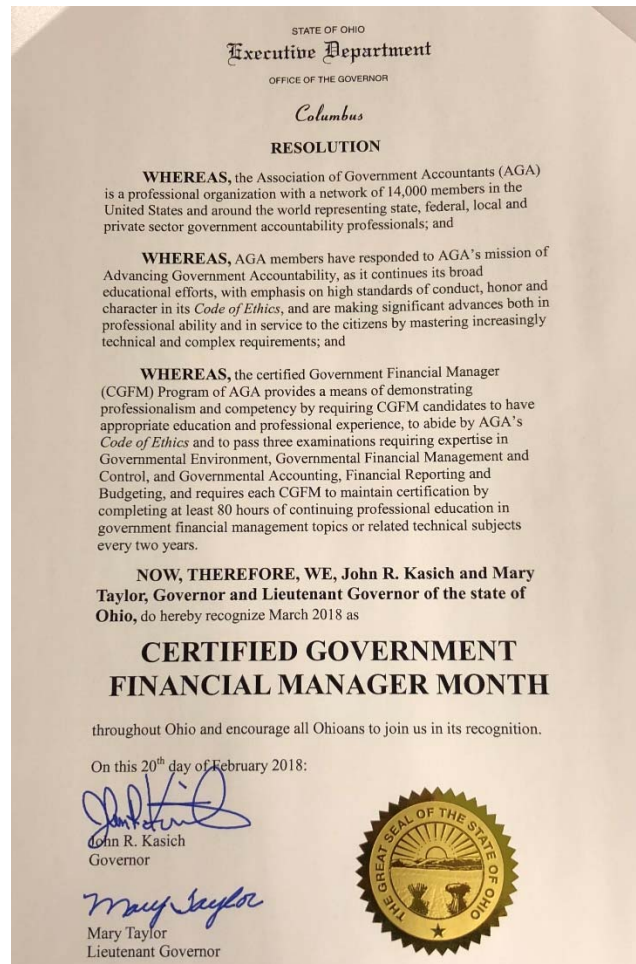 STATE OF OHIO
Executive Department
OFFICE OF THE GOVERNOR
Columbus
RESOLUTION
WHEREAS, the Association of Government Accountants (AGA)
is a professional organization with a network of 14,000 members in the
United States and around the world representing state, federal, local and
private sector government accountability professionals; and
WHEREAS, AGA members have responded to AGA's mission of
Advancing Government Accountability, as it continues its broad
educational efforts, with emphasis on high standards of conduct, honor and
character in its Code of Ethics, and are making significant advances both in
professional ability and in service to the citizens by mastering increasingly
technical and complex requirements; and
WHEREAS, the certified Government Financial Manager
(CGFM) Program of AGA provides a means of demonstrating
professionalism and competency by requiring CGFM candidates to have
appropriate education and professional experience, to abide by AGA's
Code of Ethics and to pass three examinations requiring expertise in
Governmental Environment, Governmental Financial Management and
Control, and Governmental Accounting, Financial Reporting and
Budgeting, and requires each CGFM to maintain certification by
completing at least 80 hours of continuing professional education in
government financial management topics or related technical subjects
every two years.
NOW, THEREFORE, WE, John R. Kasich and Mary
Taylor, Governor and Lieutenant Governor of the state of
Ohio, do hereby recognize March 2018 as
CERTIFIED GOVERNMENT
FINANCIAL MANAGER MONTH
throughout Ohio and encourage all Ohioans to join us in its recognition.
On this 20th day of February 2018:
John R. Kasich
Governor
Mary Taylor
Mary Taylor
Lieutenant Governor
THE GREAT SEAL OF THE STATE OF OHIO